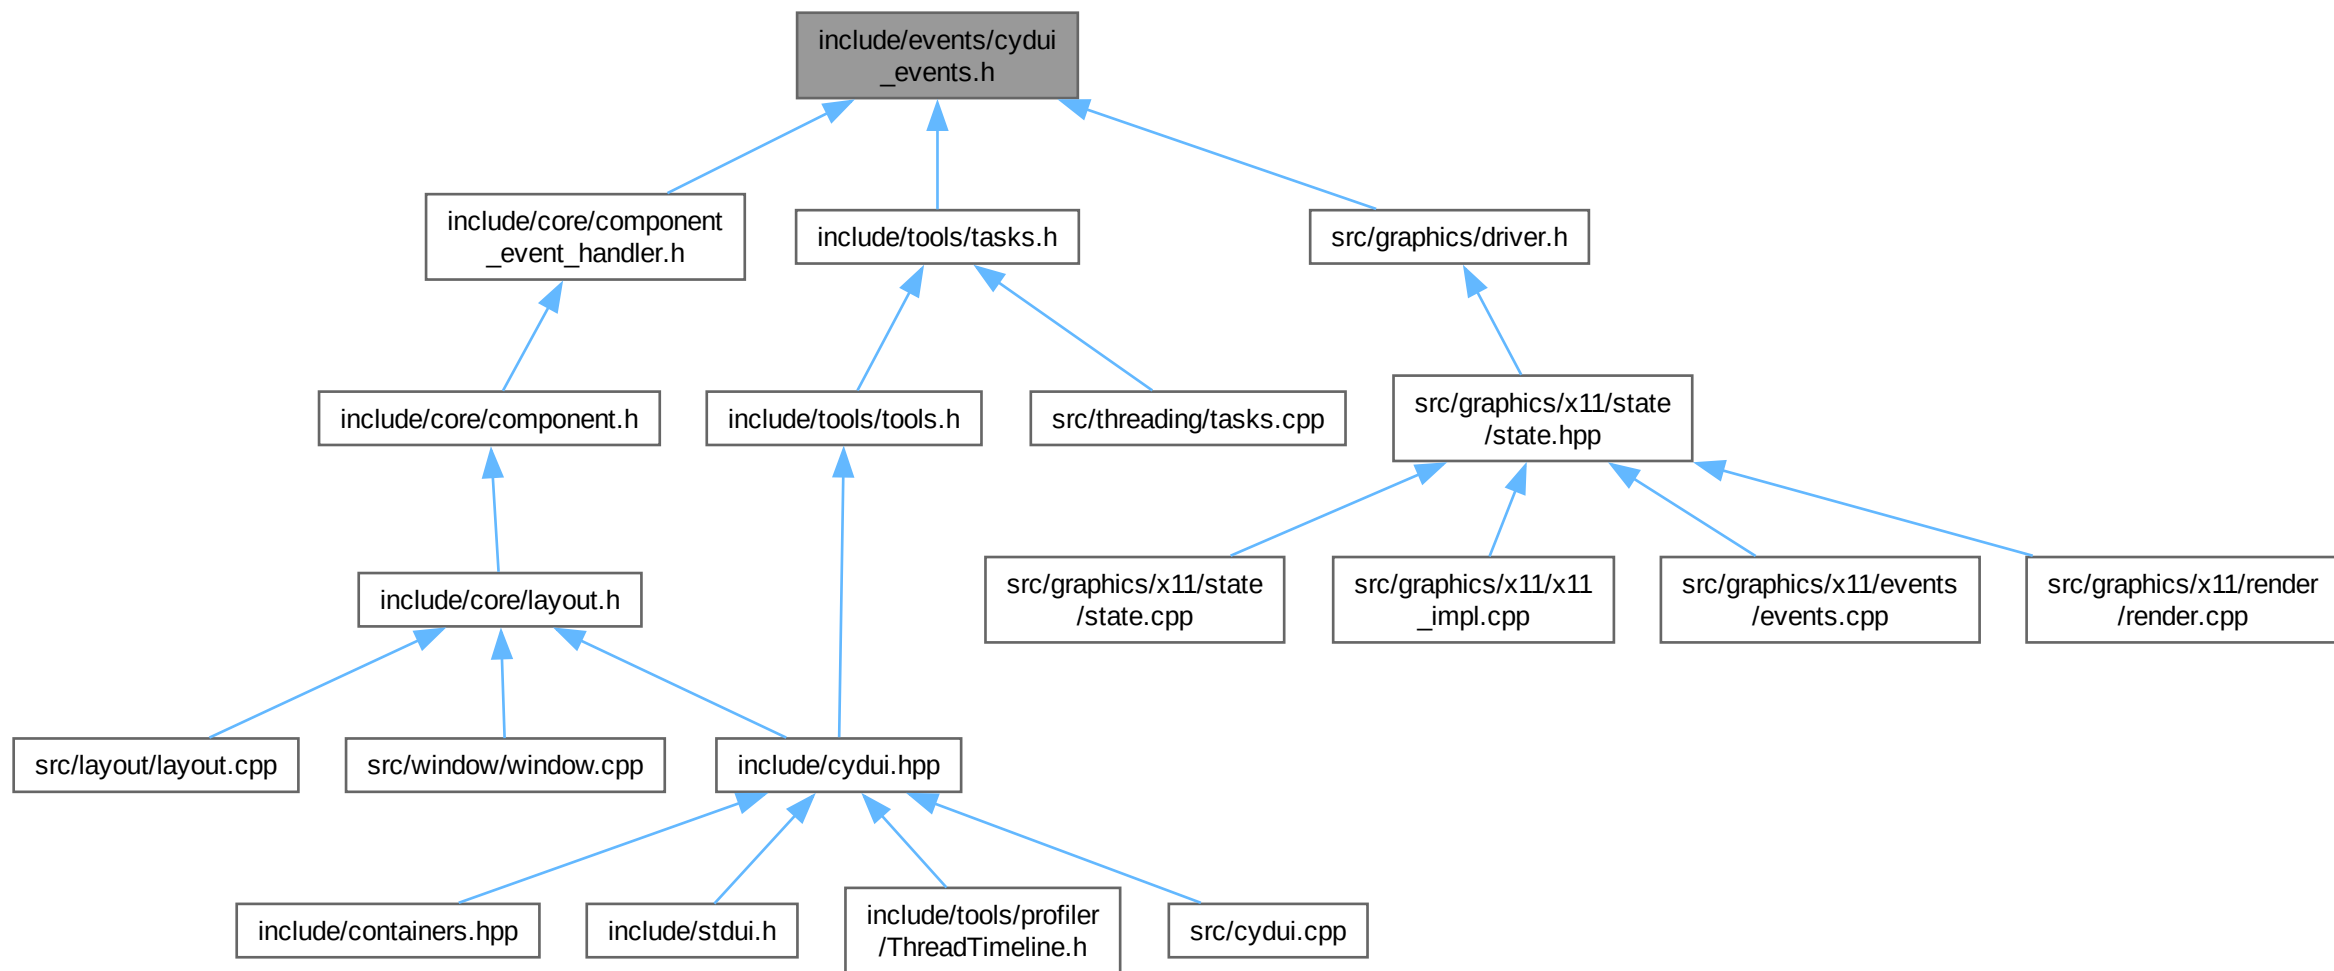 include/events/cydui
_events.h
include/core/component
_event_handler.h
include/tools/tasks.h
src/graphics/driver.h
include/core/component.h
include/tools/tools.h
src/threading/tasks.cpp
src/graphics/x11/state
/state.hpp
include/core/layout.h
src/graphics/x11/state
/state.cpp
src/graphics/x11/x11
_impl.cpp
src/graphics/x11/events
/events.cpp
src/graphics/x11/render
/render.cpp
src/layout/layout.cpp
src/window/window.cpp
include/cydui.hpp
include/containers.hpp
include/stdui.h
include/tools/profiler
/ThreadTimeline.h
src/cydui.cpp